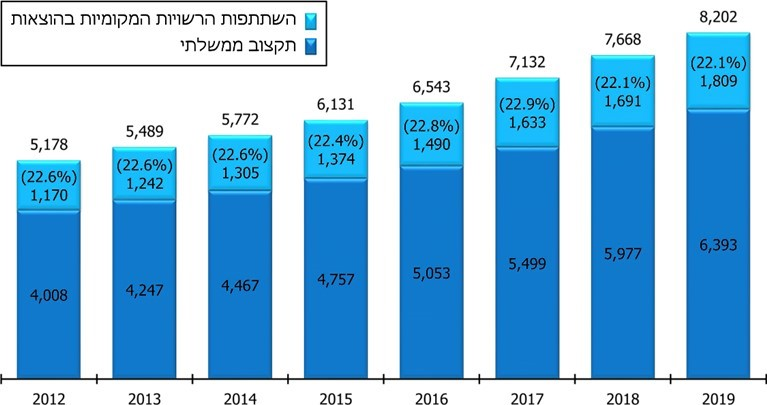 השתתפות הרשויות המקומיות בהוצאות
תקצוב ממשלתי
5,178 5,489 5,772 6,131 6,543 7,132 7,668 8,202
(22.6%) (22.6%) (22.6%) (22.4%) (22.8%) (22.9%) (22.1%) (22.1%)
1,170 1,242 1,305 1,374 1,490 1,633 1,691 1,809
4,008 4,247 4,467 4,757 5,053 5,499 5,977 6,393
2012 2013 2014 2015 2016 2017 2018 2019